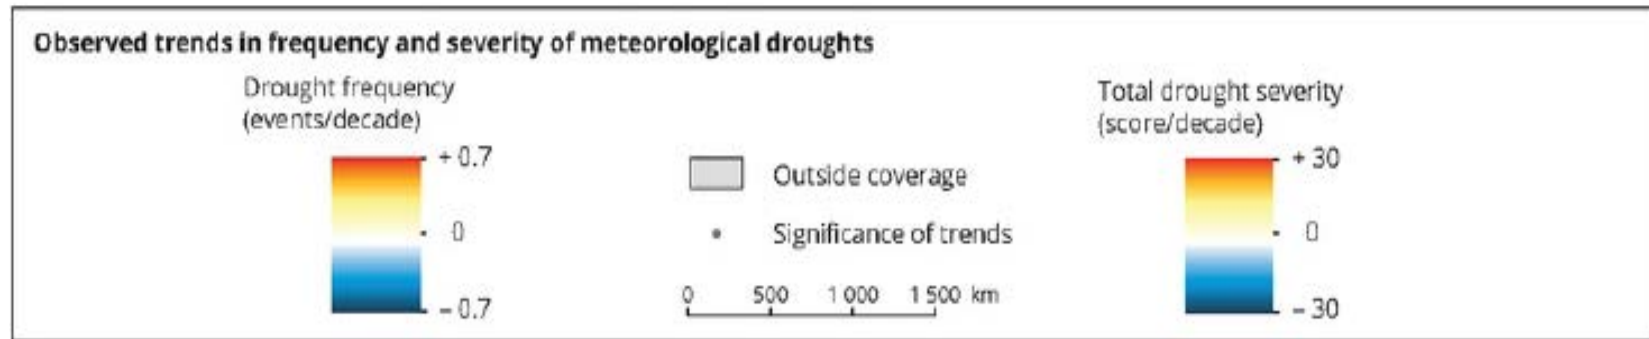 Observed trends in frequency and severity of meteorological droughts
Drought frequency
(events/decade)
+ 0.7
0
− 0.7
Outside coverage
Significance of trends
0 500 1 000 1 500 km
Total drought severity
(score/decade)
+ 30
0
− 30